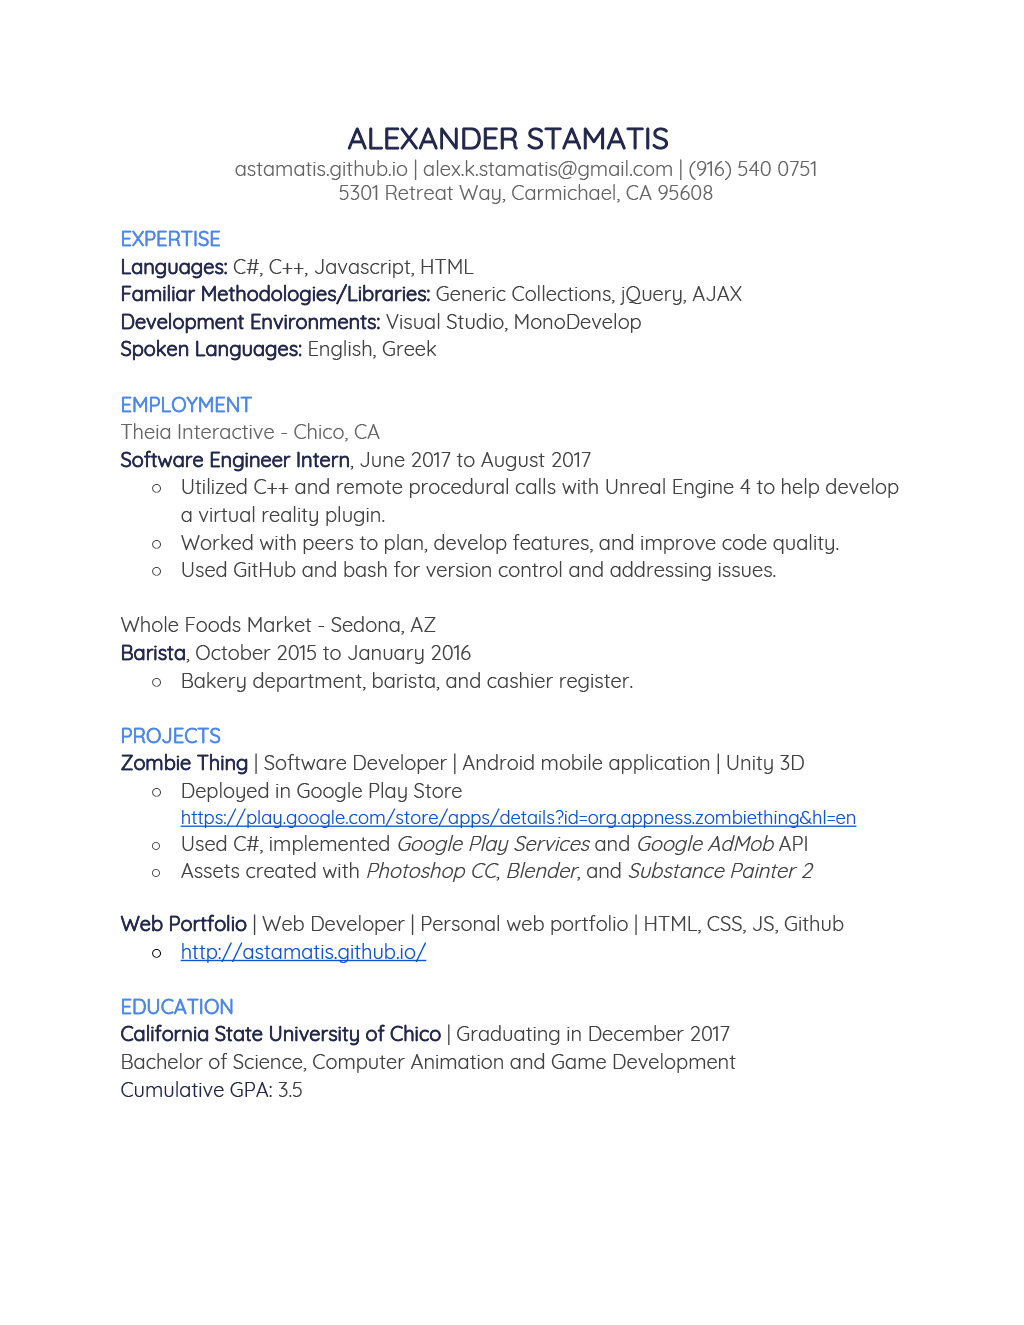 ALEXANDER STAMATIS
astamatis.github.io | alex.k.stamatis@gmail.com | (916) 540 0751
5301 Retreat Way, Carmichael, CA 95608
EXPERTISE
Languages: C#, C++, Javascript, HTML
Familiar Methodologies/Libraries: Generic Collections, jQuery, AJAX
Development Environments: Visual Studio, MonoDevelop
Spoken Languages: English, Greek
EMPLOYMENT
Theia Interactive - Chico, CA
Software Engineer Intern, June 2017 to August 2017
○ Utilized C++ and remote procedural calls with Unreal Engine 4 to help develop
a virtual reality plugin.
○ Worked with peers to plan, develop features, and improve code quality.
○ Used GitHub and bash for version control and addressing issues.
Whole Foods Market - Sedona, AZ
Barista, October 2015 to January 2016
○ Bakery department, barista, and cashier register.
PROJECTS
Zombie Thing | Software Developer | Android mobile application | Unity 3D
○ Deployed in Google Play Store
https://play.google.com/store/apps/details?id=org.appness.zombiething&hl=en
○ Used C#, implemented Google Play Services and Google AdMob API
○ Assets created with Photoshop CC, Blender, and Substance Painter 2
Web Portfolio | Web Developer | Personal web portfolio | HTML, CSS, JS, Github
○ http://astamatis.github.io/
EDUCATION
California State University of Chico | Graduating in December 2017
Bachelor of Science, Computer Animation and Game Development
Cumulative GPA: 3.5